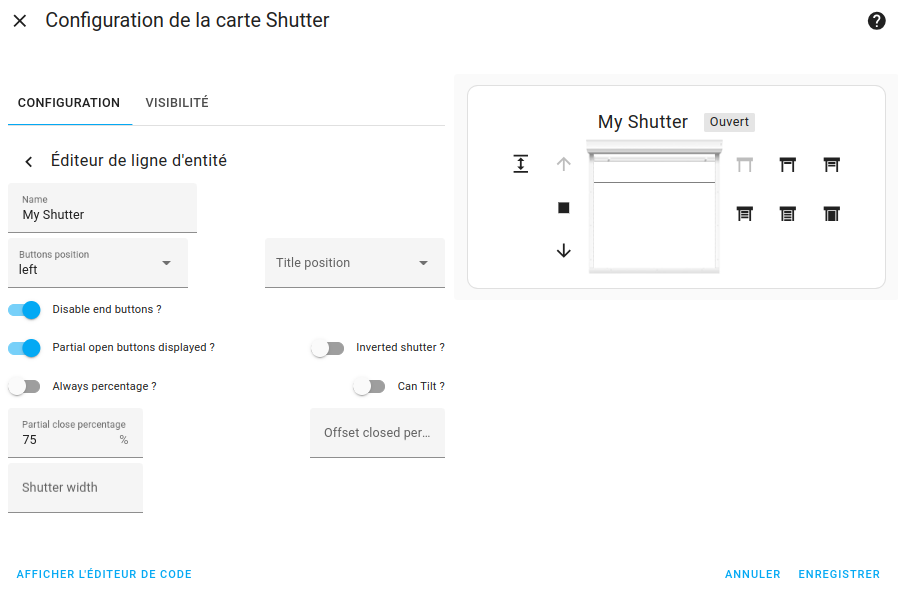 Configuration de la carte Shutter
CONFIGURATION
VISIBILITÉ
Éditeur de ligne d'entité
Name
My Shutter
Buttons position
left
Title position
Disable end buttons ?
Partial open buttons displayed ?
Inverted shutter ?
Always percentage ?
Can Tilt ?
Partial close percentage
75 %
Offset closed per...
Shutter width
My Shutter
Ouvert
AFFICHER L'ÉDITEUR DE CODE
ANNULER
ENREGISTRER